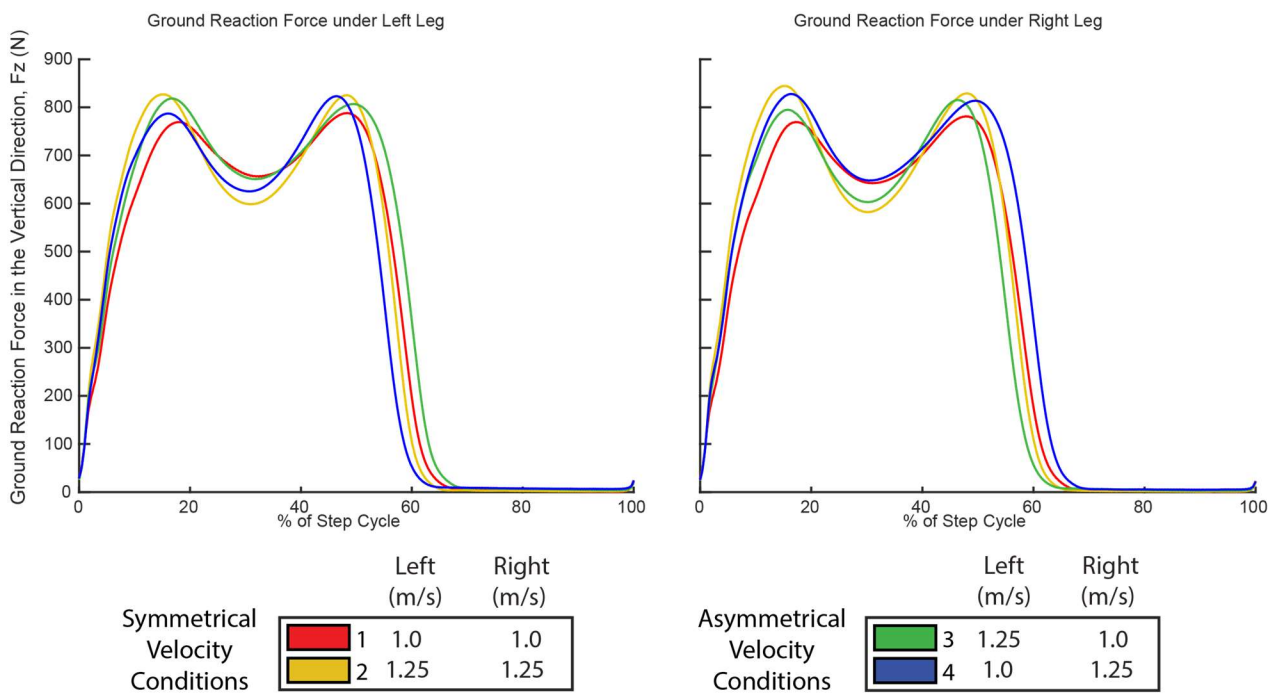 Ground Reaction Force under Left Leg
Ground Reaction Force in the Vertical Direction, Fz (N)
900
800
700
600
500
400
300
200
100
0
0 20 40 60 80 100
% of Step Cycle
Ground Reaction Force under Right Leg
0 20 40 60 80 100
% of Step Cycle
Left Right
(m/s) (m/s)
Symmetrical
Velocity
Conditions
1 1.0 1.0
2 1.25 1.25
Left Right
(m/s) (m/s)
Asymmetrical
Velocity
Conditions
3 1.25 1.0
4 1.0 1.25